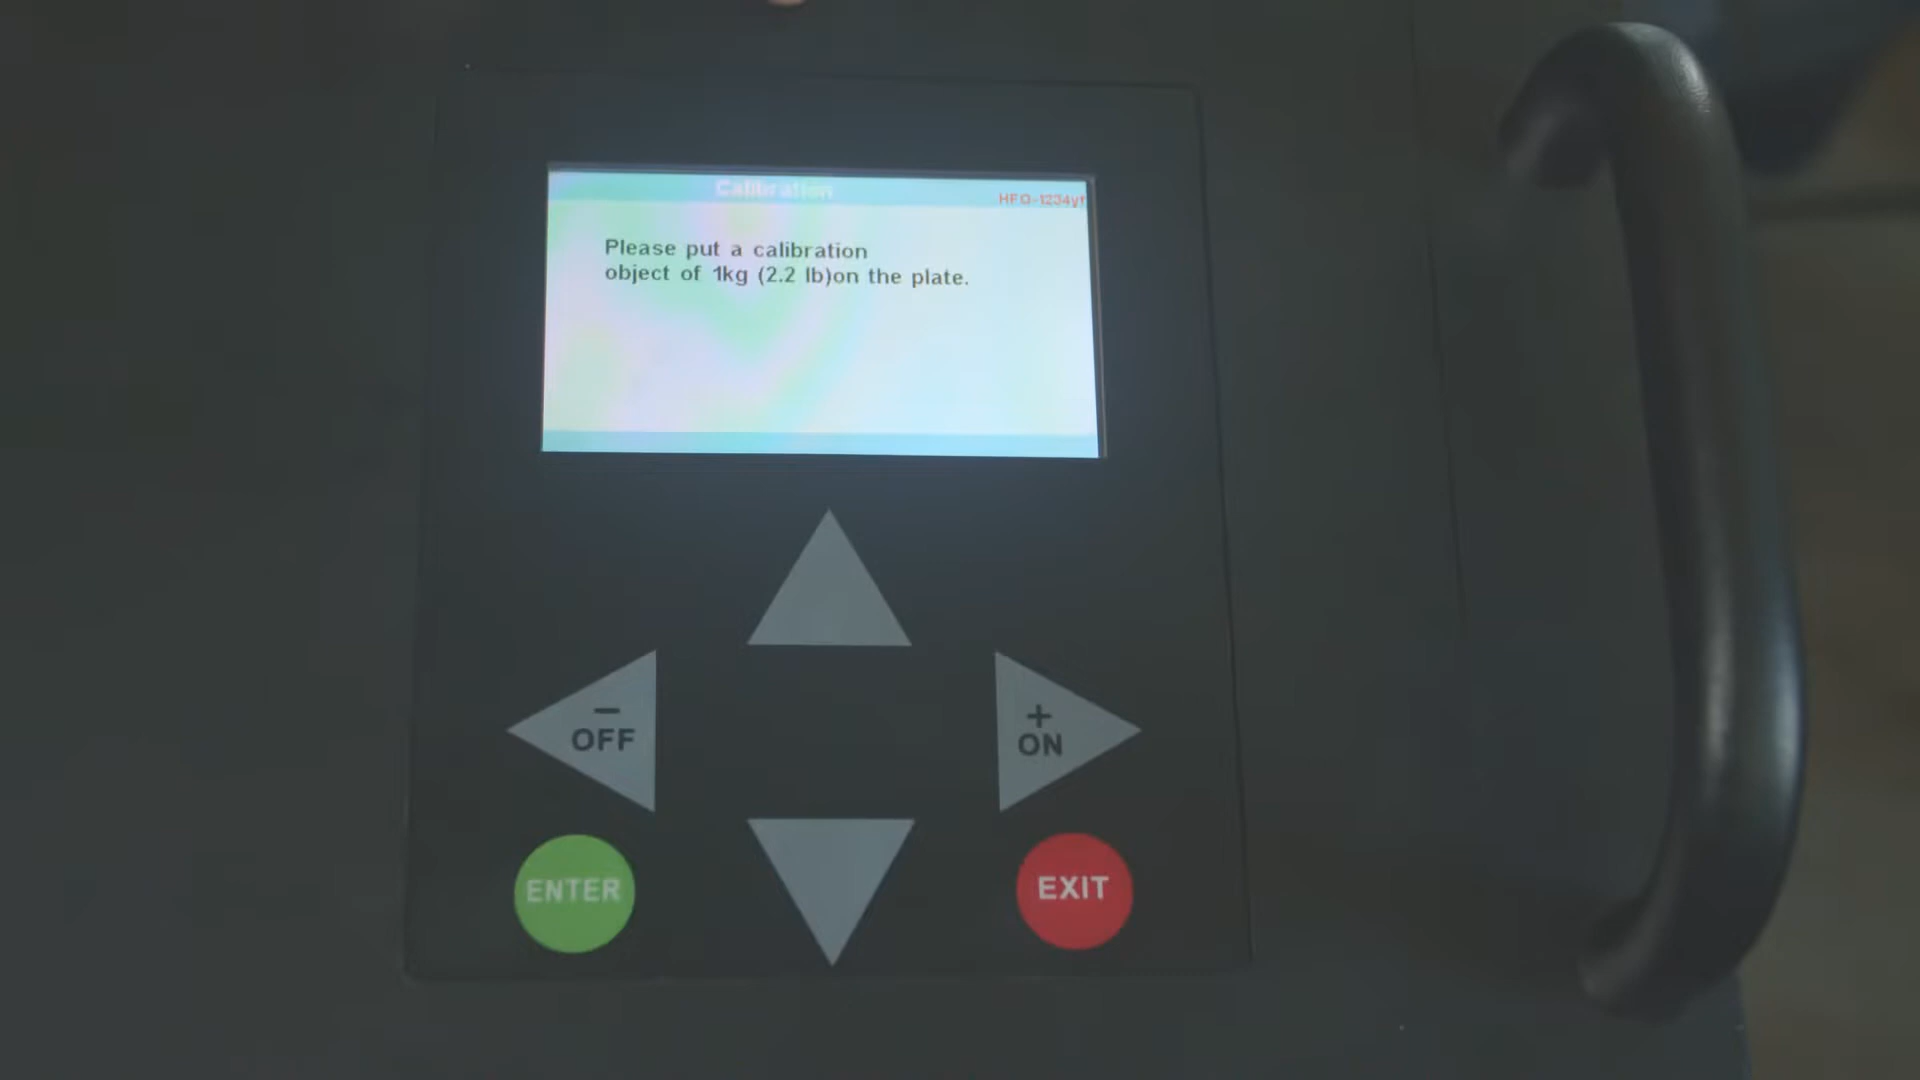 Calibration
HFO-1234yf
Please put a calibration
object of 1kg (2.2 lb)on the plate.
−
OFF
+
ON
ENTER
EXIT